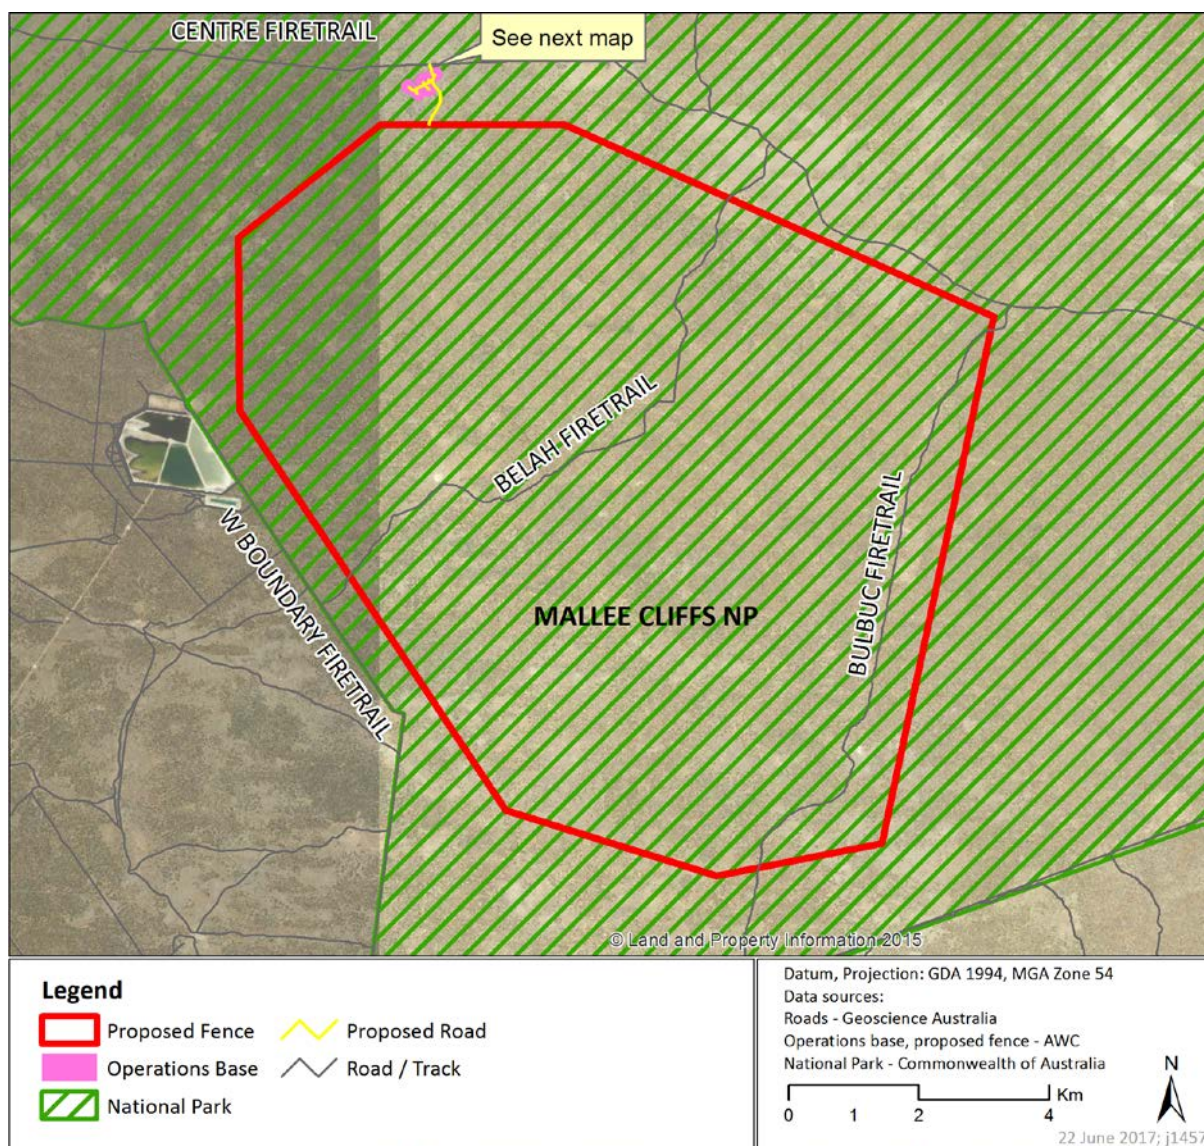 CENTRE FIRETRAIL
See next map
BELAH FIRETRAIL
BULBUC FIRETRAIL
W BOUNDARY FIRETRAIL
MALLEE CLIFFS NP
© Land and Property Information 2015
Legend
Proposed Fence
Proposed Road
Operations Base
Road / Track
National Park
Datum, Projection: GDA 1994, MGA Zone 54
Data sources:
Roads - Geoscience Australia
Operations base, proposed fence - AWC
National Park - Commonwealth of Australia
N
Km
0 1 2 4
22 June 2017; j145